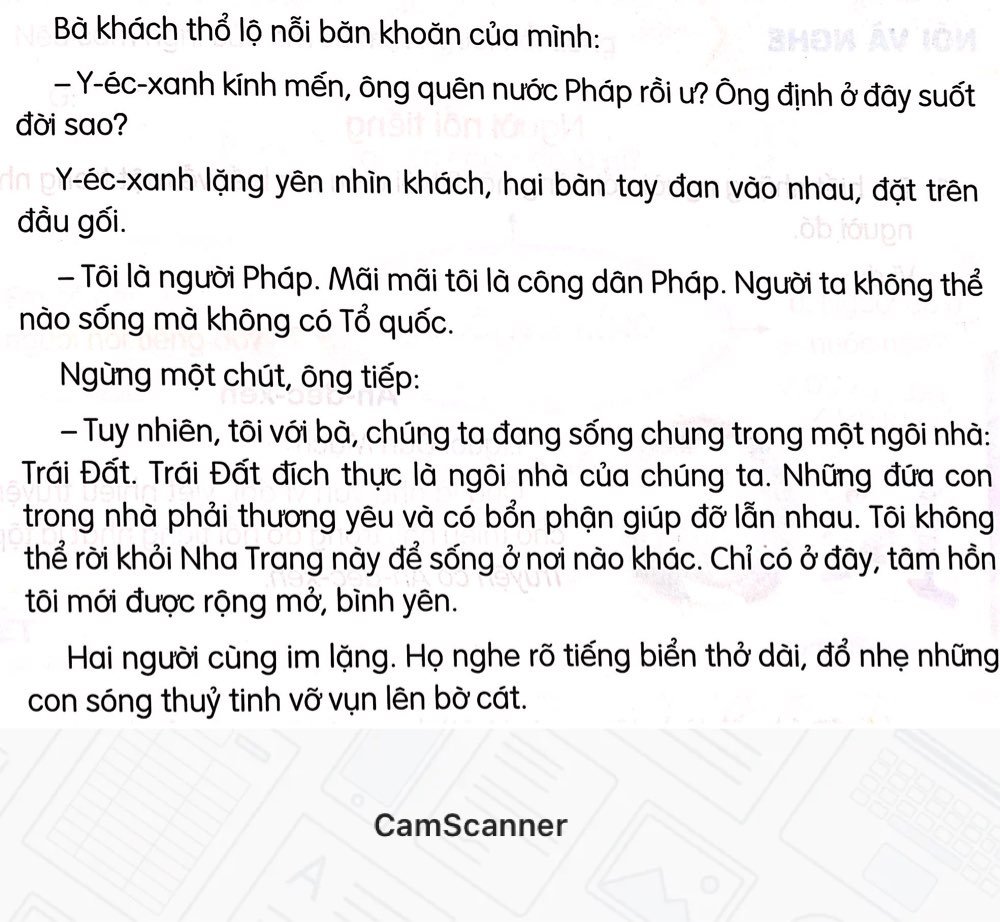 Bà khách thổ lộ nỗi băn khoăn của mình:
– Y-éc-xanh kính mến, ông quên nước Pháp rồi ư? Ông định ở đây suốt
đời sao?
Y-éc-xanh lặng yên nhìn khách, hai bàn tay đan vào nhau, đặt trên
đầu gối.
– Tôi là người Pháp. Mãi mãi tôi là công dân Pháp. Người ta không thể
nào sống mà không có Tổ quốc.
Ngừng một chút, ông tiếp:
– Tuy nhiên, tôi với bà, chúng ta đang sống chung trong một ngôi nhà:
Trái Đất. Trái Đất đích thực là ngôi nhà của chúng ta. Những đứa con
trong nhà phải thương yêu và có bổn phận giúp đỡ lẫn nhau. Tôi không
thể rời khỏi Nha Trang này để sống ở nơi nào khác. Chỉ có ở đây, tâm hồn
tôi mới được rộng mở, bình yên.
Hai người cùng im lặng. Họ nghe rõ tiếng biển thở dài, đổ nhẹ những
con sóng thuỷ tinh vỡ vụn lên bờ cát.
CamScanner